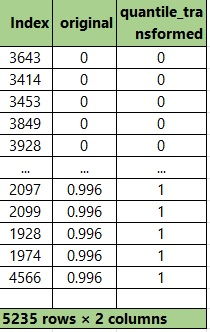 Index original quantile_tra
nsformed
3643 0 0
3414 0 0
3453 0 0
3849 0 0
3928 0 0
... ... ...
2097 0.996 1
2099 0.996 1
1928 0.996 1
1974 0.996 1
4566 0.996 1
5235 rows × 2 columns